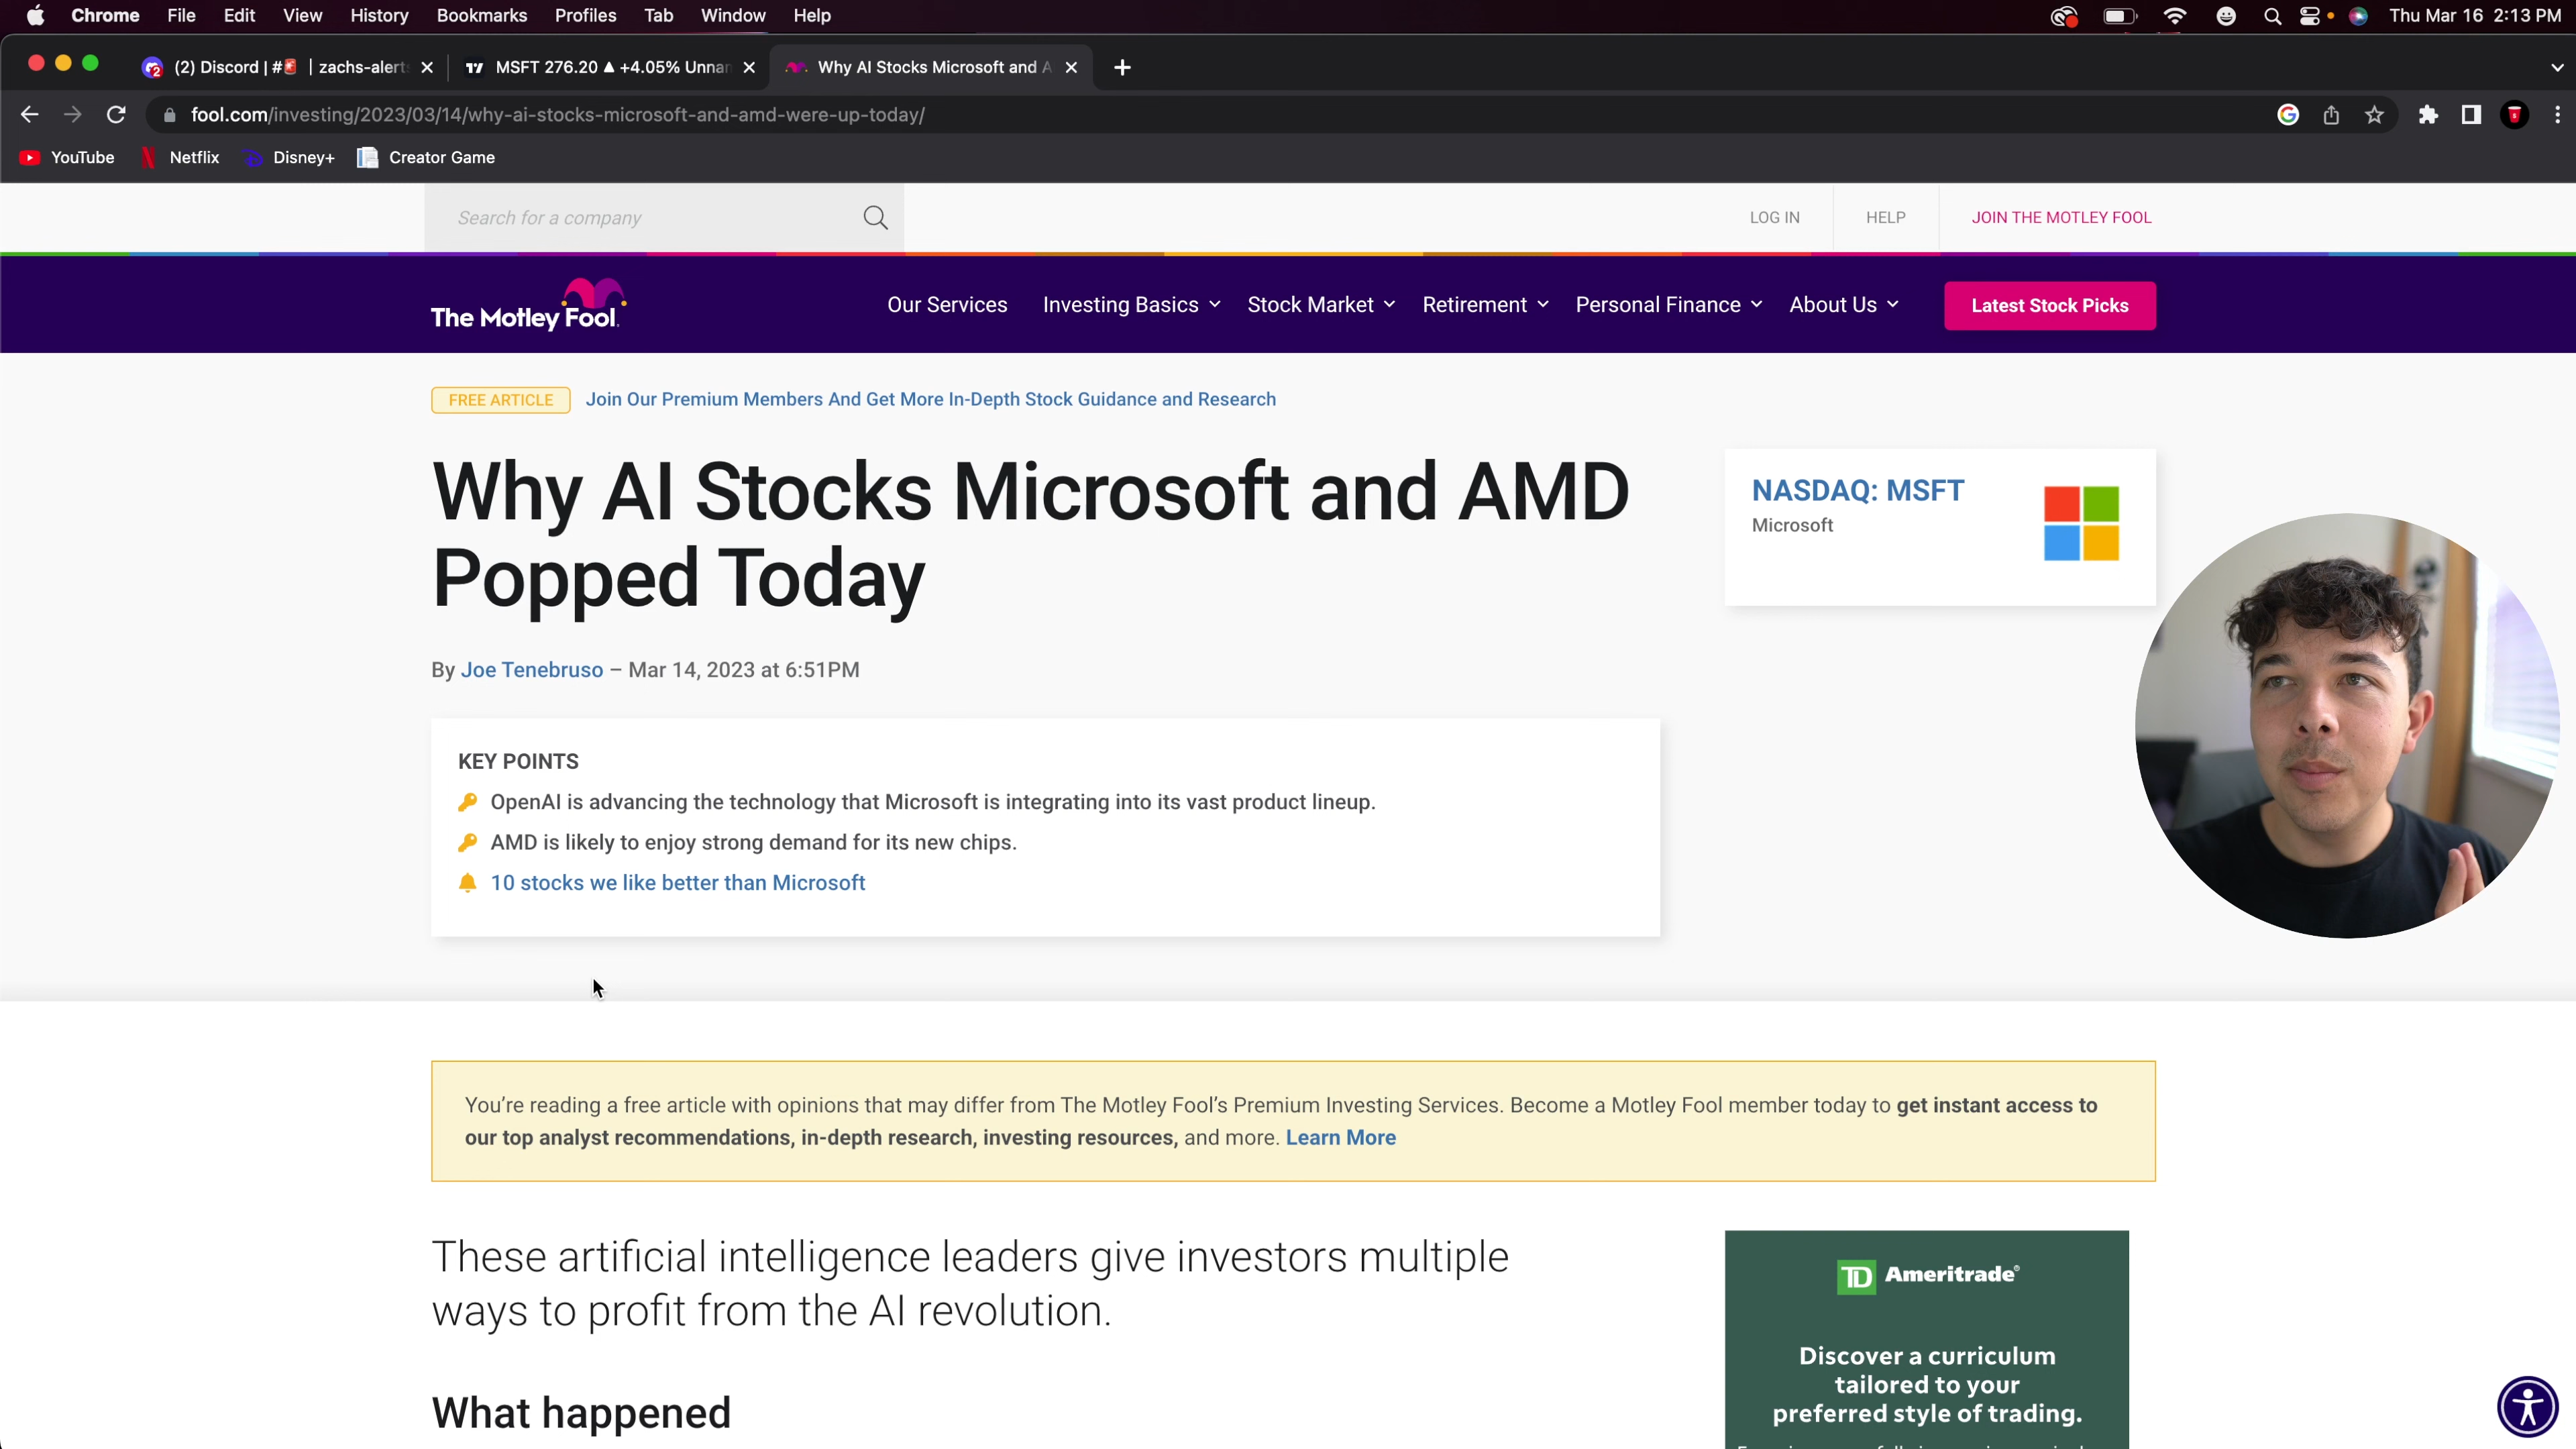 Chrome File Edit View History Bookmarks Profiles Tab Window Help Thu Mar 16 2:13 PM
(2) Discord | #🚨 | zachs-alert MSFT 276.20 ▲ +4.05% Unnar Why AI Stocks Microsoft and A
fool.com/investing/2023/03/14/why-ai-stocks-microsoft-and-amd-were-up-today/
YouTube Netflix Disney+ Creator Game
Search for a company LOG IN HELP JOIN THE MOTLEY FOOL
The Motley Fool. Our Services Investing Basics Stock Market Retirement Personal Finance About Us Latest Stock Picks
FREE ARTICLE Join Our Premium Members And Get More In-Depth Stock Guidance and Research
Why AI Stocks Microsoft and AMD
Popped Today
NASDAQ: MSFT
Microsoft
By Joe Tenebruso – Mar 14, 2023 at 6:51PM
KEY POINTS
OpenAI is advancing the technology that Microsoft is integrating into its vast product lineup.
AMD is likely to enjoy strong demand for its new chips.
10 stocks we like better than Microsoft
You're reading a free article with opinions that may differ from The Motley Fool's Premium Investing Services. Become a Motley Fool member today to get instant access to
our top analyst recommendations, in-depth research, investing resources, and more. Learn More
These artificial intelligence leaders give investors multiple
ways to profit from the AI revolution.
What happened
TD Ameritrade®
Discover a curriculum
tailored to your
preferred style of trading.